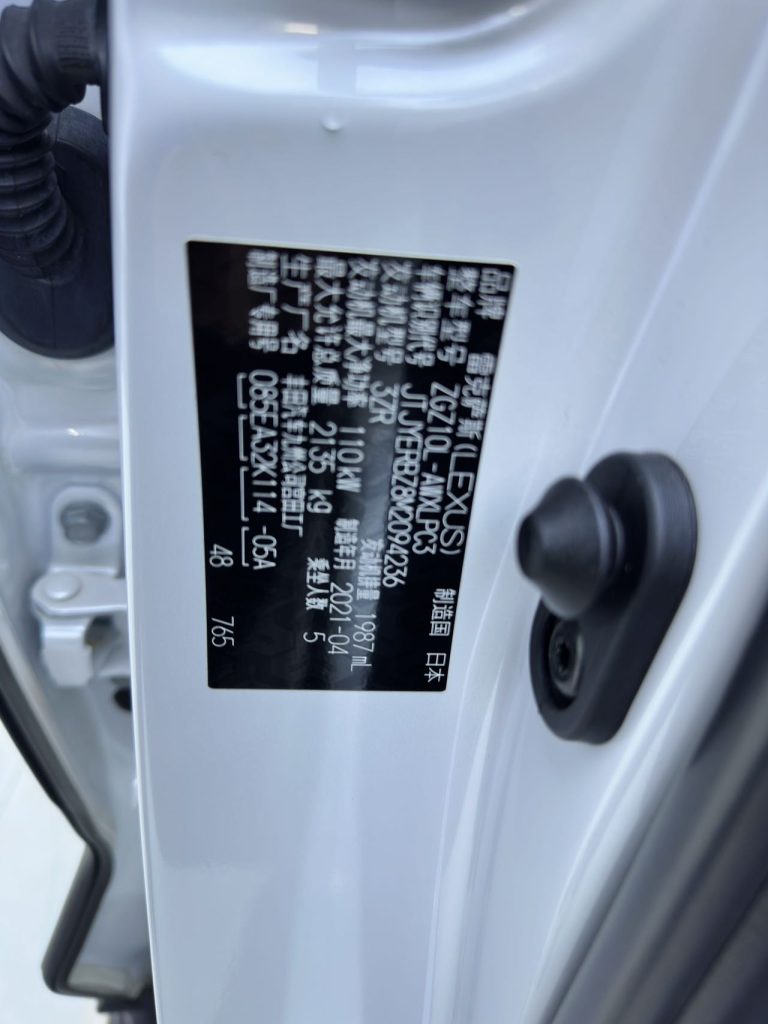 品牌 雷克萨斯(LEXUS) 制造国 日本
整车型号 ZGZ10L-AWXLPC3
车辆识别代号 JTJYERBZ8M2094236
发动机型号 3ZR 发动机排量 1987 mL
发动机最大净功率 110 kW 制造年月 2021-04
最大允许总质量 2135 kg 乘坐人数 5
生产厂名 丰田汽车九州公司宫田工厂
制造厂专用号 085EA32K114 -05A 48 765